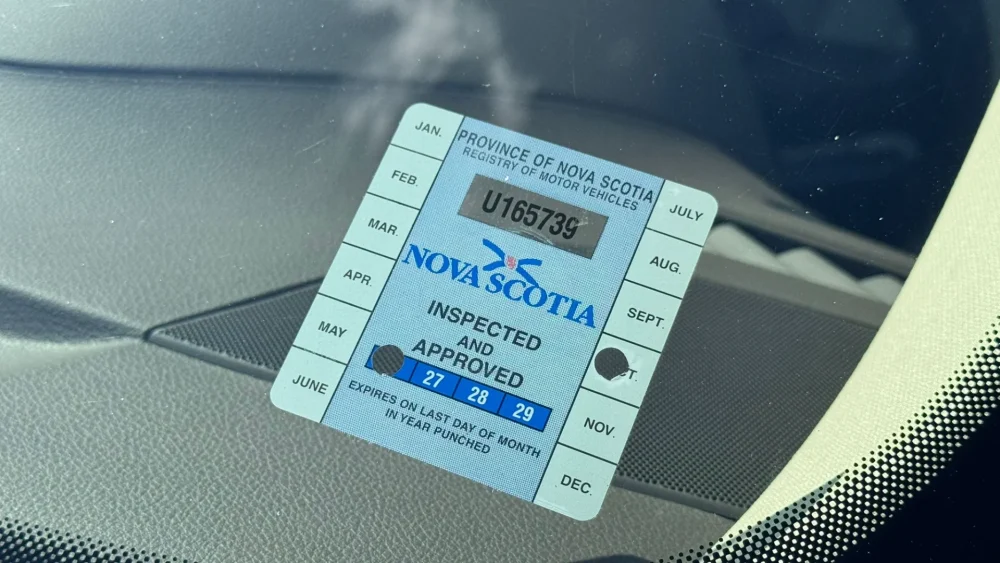 JAN.
FEB.
MAR.
APR.
MAY
JUNE
PROVINCE OF NOVA SCOTIA
REGISTRY OF MOTOR VEHICLES
U165739
NOVA SCOTIA
INSPECTED
AND
APPROVED
27 28 29
EXPIRES ON LAST DAY OF MONTH
IN YEAR PUNCHED
JULY
AUG.
SEPT.
T.
NOV.
DEC.